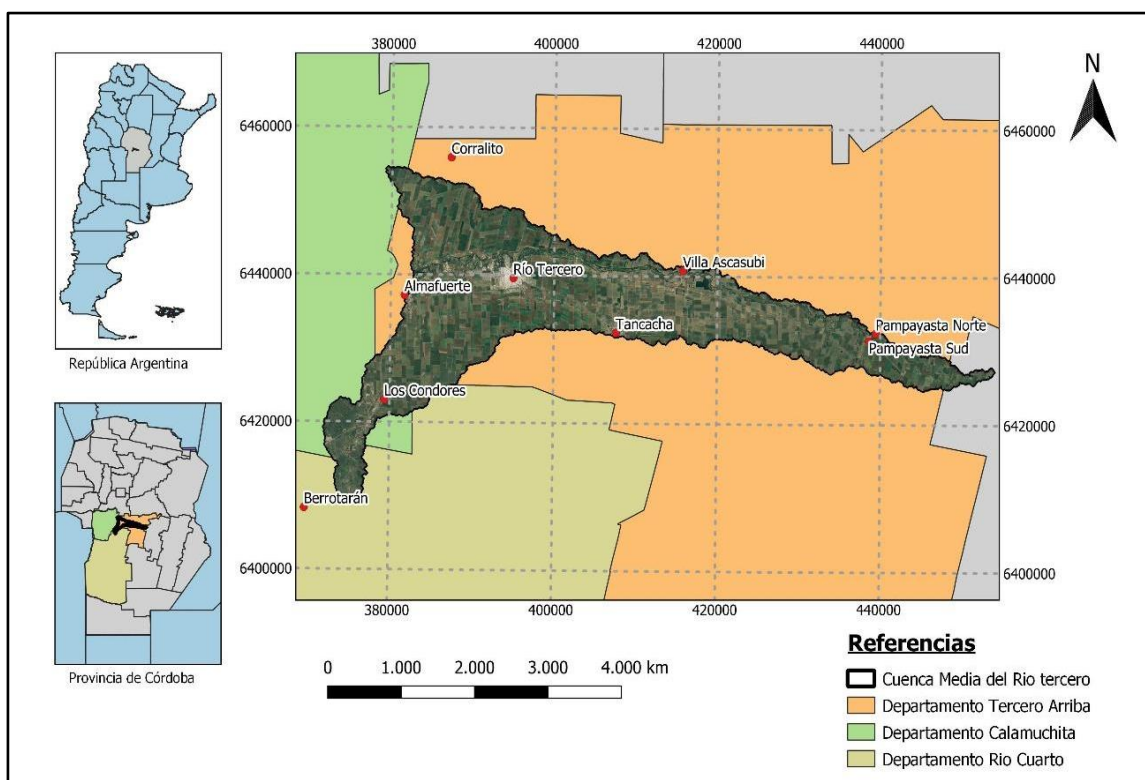 380000 400000 420000 440000
N
6460000 6460000
Corralito
República Argentina
6440000 6440000
Villa Ascasubi
Río Tercero
Almafuerte
Tancacha
Pampayasta Norte
Pampayasta Sud
Los Condores
6420000 6420000
Berrotarán
6400000 6400000
380000 400000 420000 440000
Provincia de Córdoba
0 1.000 2.000 3.000 4.000 km
Referencias
Cuenca Media del Rio tercero
Departamento Tercero Arriba
Departamento Calamuchita
Departamento Rio Cuarto